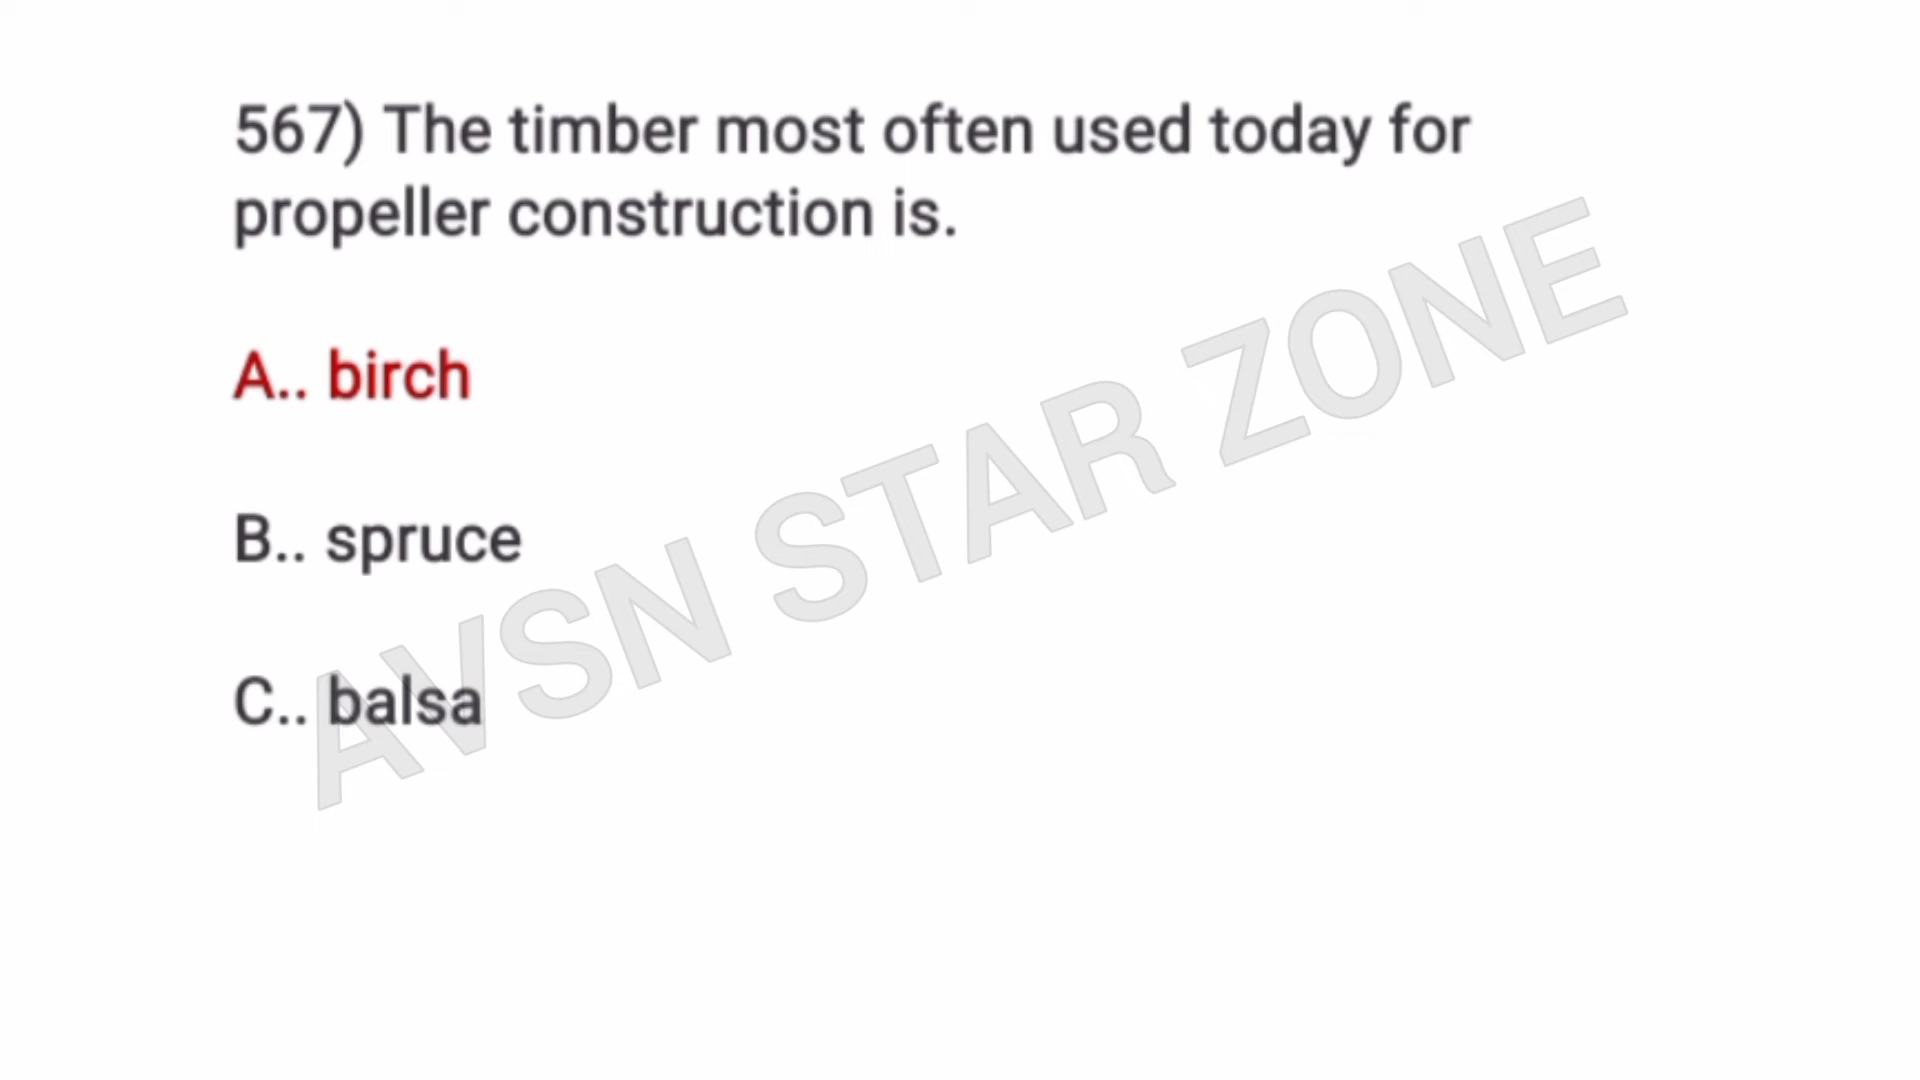 567) The timber most often used today for
propeller construction is.
A.. birch
B.. spruce
C.. balsa
AVSN STAR ZONE